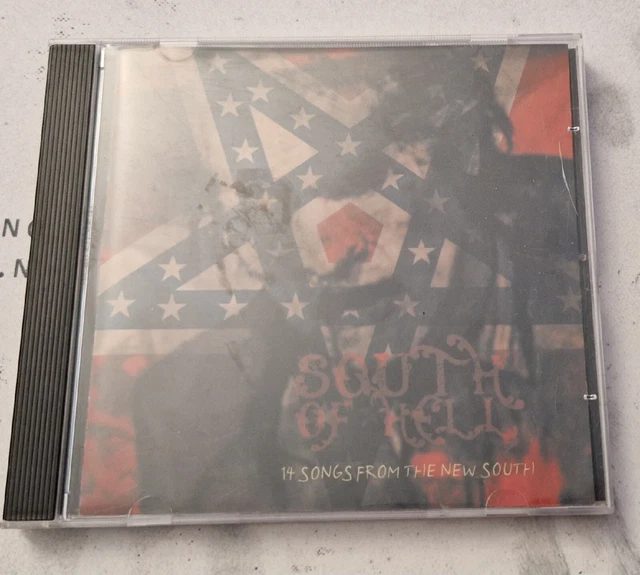 SOUTH
OF HELL
14 SONGS FROM THE NEW SOUTH